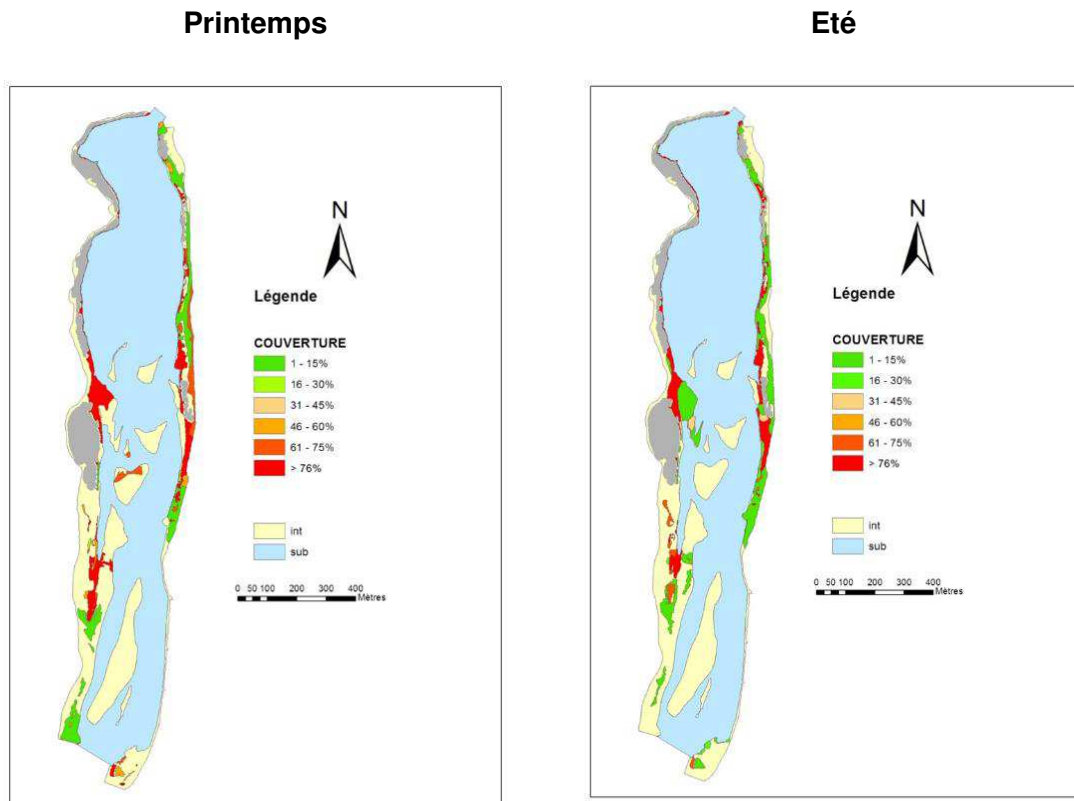 Printemps
Eté
N
Légende
COUVERTURE
1 - 15%
16 - 30%
31 - 45%
46 - 60%
61 - 75%
> 76%
int
sub
0 50 100 200 300 400
Mètres
N
Légende
COUVERTURE
1 - 15%
16 - 30%
31 - 45%
46 - 60%
61 - 75%
> 76%
int
sub
0 50 100 200 300 400
Mètres